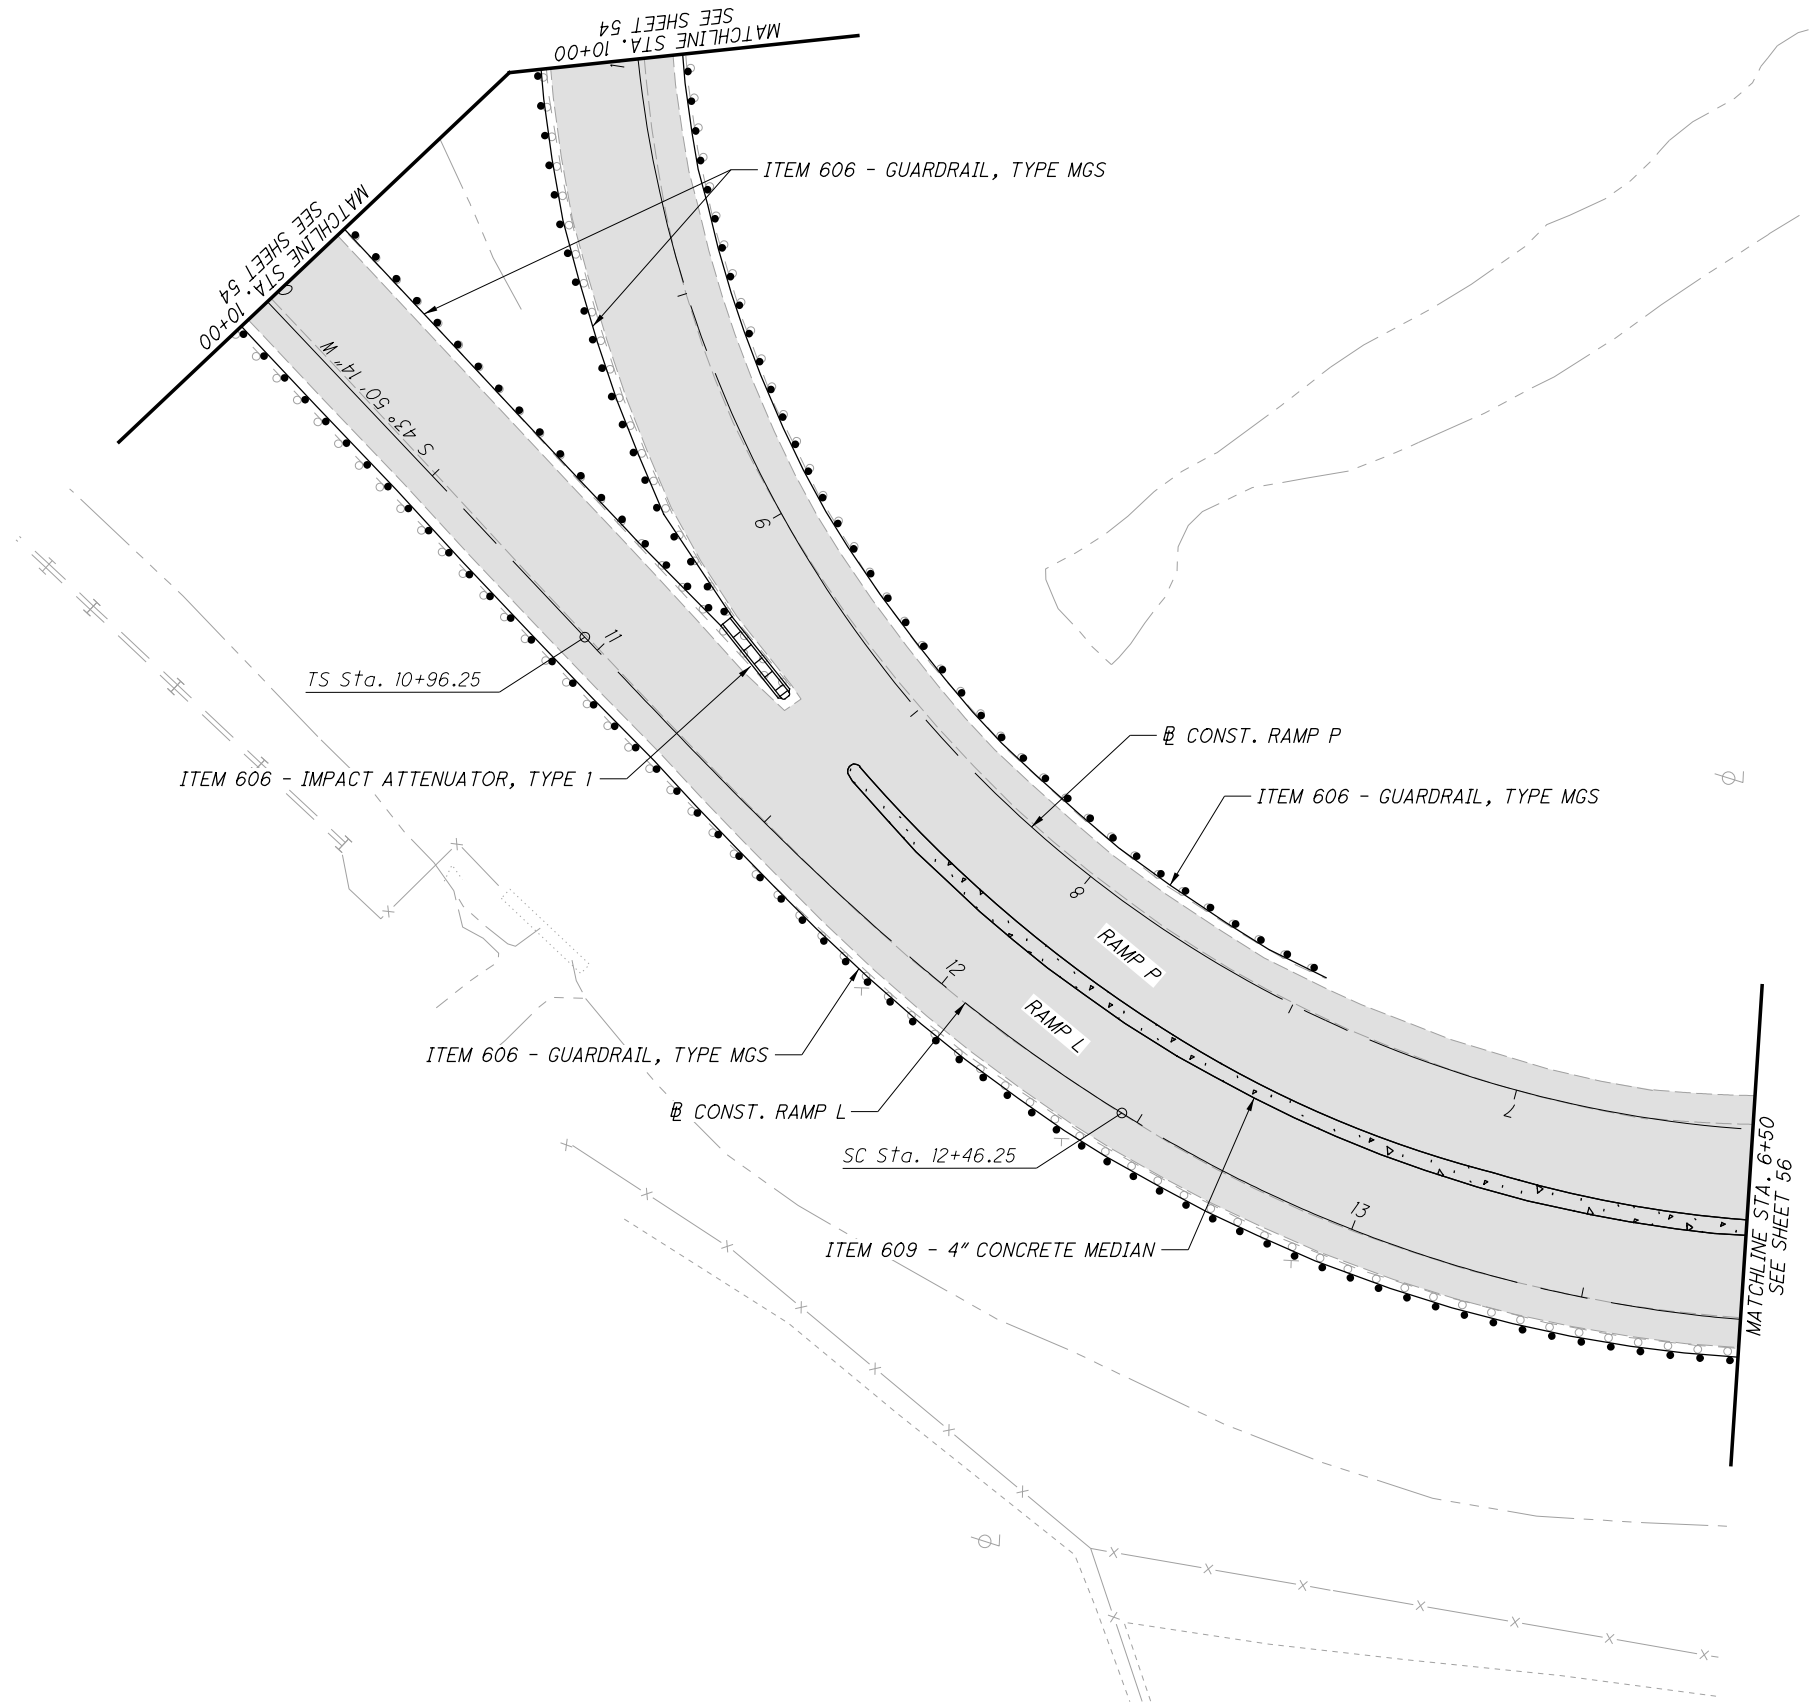 MATCHLINE STA. 10+00
SEE SHEET 54
1
ITEM 606 - GUARDRAIL, TYPE MGS
MATCHLINE STA. 10+00
SEE SHEET 54
0
S 43° 50' 14" W
9
11
TS Sta. 10+96.25
ITEM 606 - IMPACT ATTENUATOR, TYPE 1
℄ CONST. RAMP P
ITEM 606 - GUARDRAIL, TYPE MGS
8
RAMP P
12
RAMP L
ITEM 606 - GUARDRAIL, TYPE MGS
℄ CONST. RAMP L
7
SC Sta. 12+46.25
13
ITEM 609 - 4" CONCRETE MEDIAN
MATCHLINE STA. 6+50
SEE SHEET 56